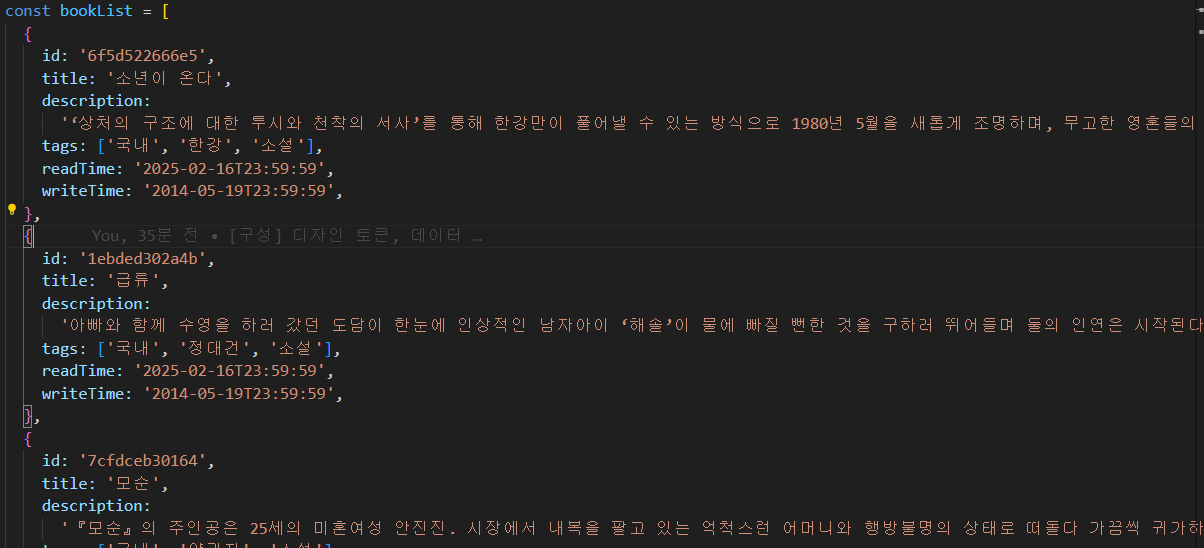 const bookList = [
{
id: '6f5d522666e5',
title: '소년이 온다',
description:
'‘상처의 구조에 대한 투시와 천착의 서사’를 통해 한강만이 풀어낼 수 있는 방식으로 1980년 5월을 새롭게 조명하며, 무고한 영혼들의
tags: ['국내', '한강', '소설'],
readTime: '2025-02-16T23:59:59',
writeTime: '2014-05-19T23:59:59',
},
{ You, 35분 전 • [구성] 디자인 토큰, 데이터 …
id: '1ebded302a4b',
title: '급류',
description:
'아빠와 함께 수영을 하러 갔던 도담이 한눈에 인상적인 남자아이 ‘해솔’이 물에 빠질 뻔한 것을 구하러 뛰어들며 둘의 인연은 시작된다
tags: ['국내', '정대건', '소설'],
readTime: '2025-02-16T23:59:59',
writeTime: '2014-05-19T23:59:59',
},
{
id: '7cfdceb30164',
title: '모순',
description:
'『모순』의 주인공은 25세의 미혼여성 안진진. 시장에서 내복을 팔고 있는 억척스런 어머니와 행방불명의 상태로 떠돌다 가끔씩 귀가하